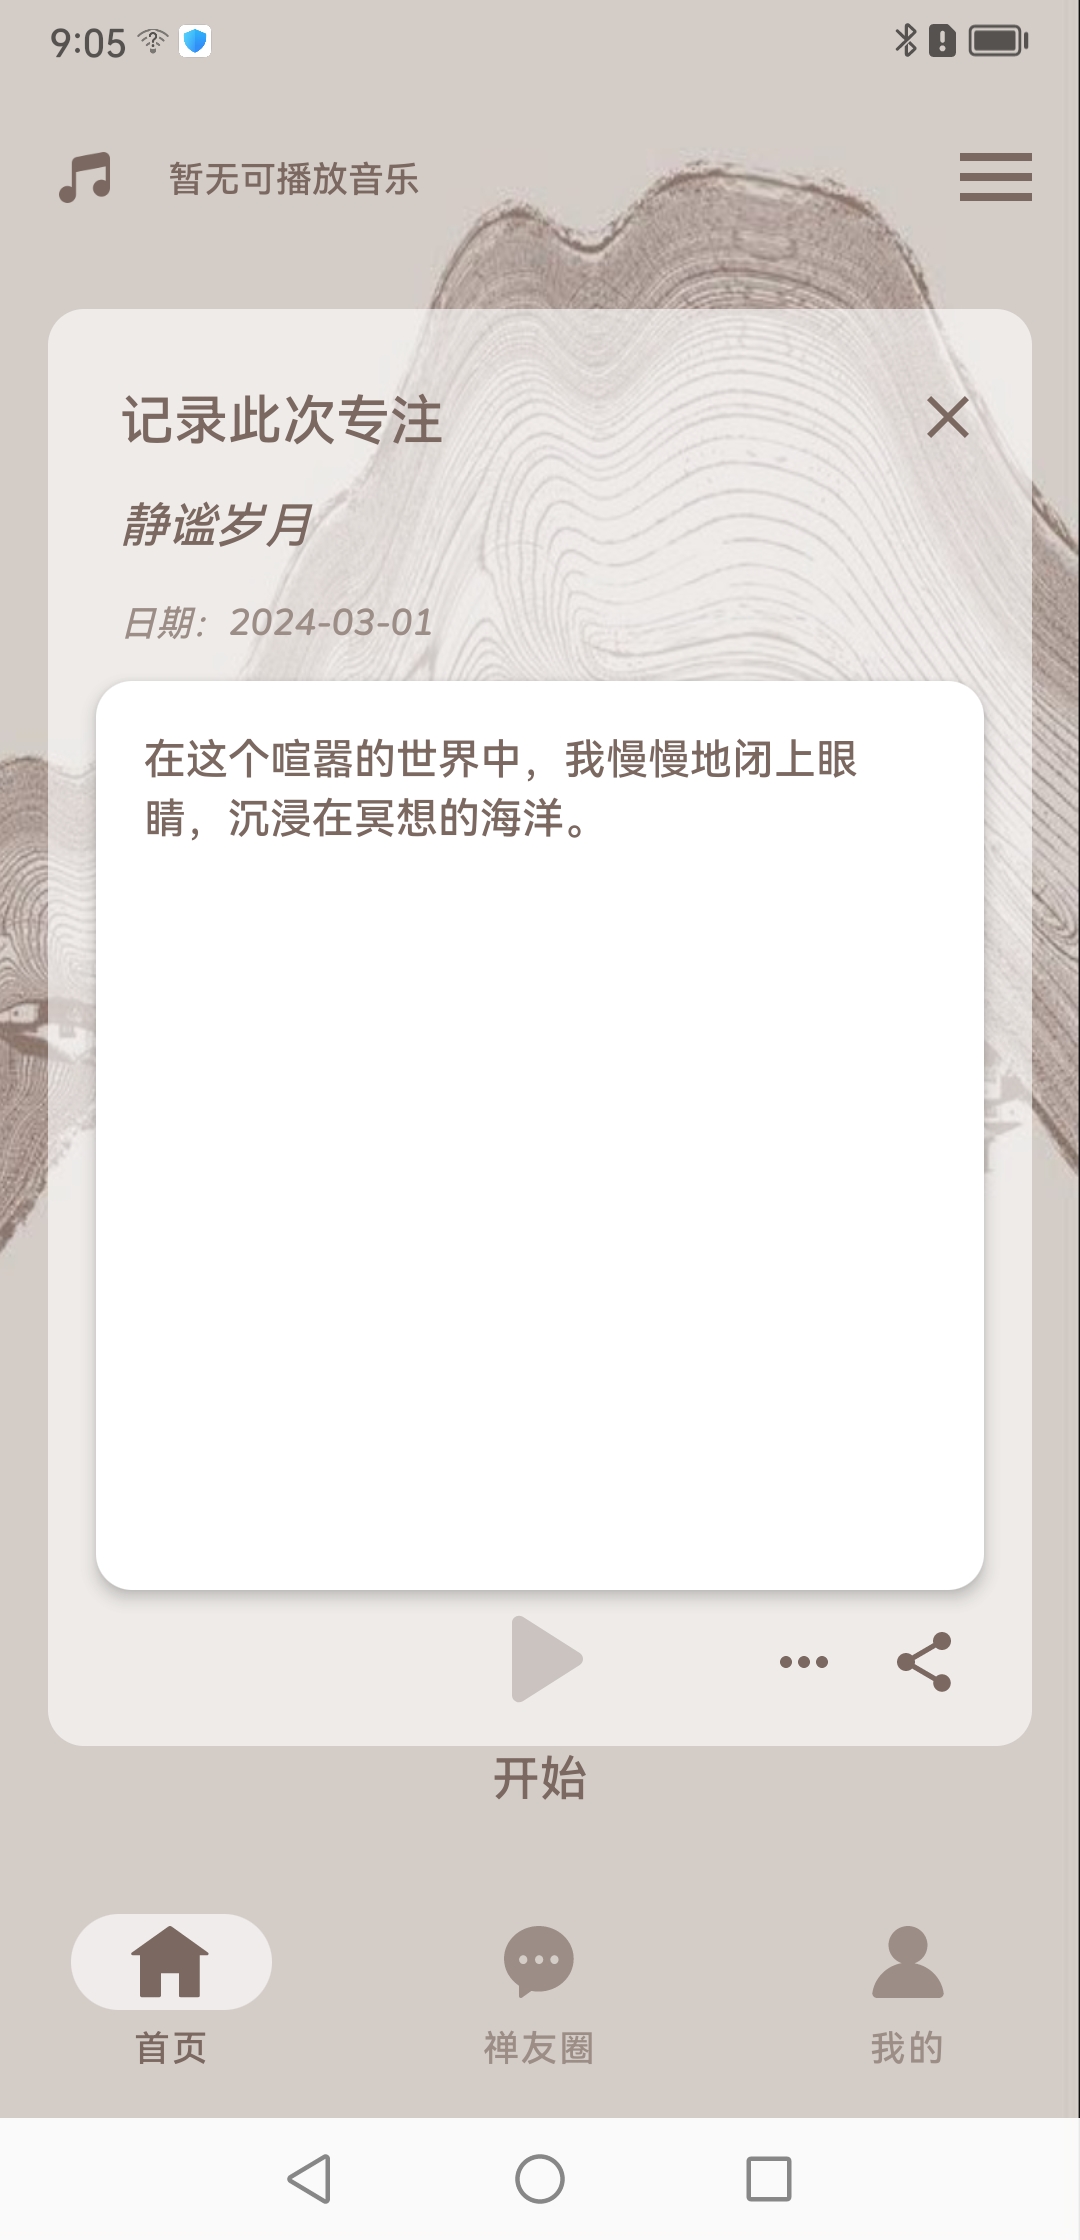 9:05
暂无可播放音乐
记录此次专注
静谧岁月
日期：2024-03-01
在这个喧嚣的世界中，我慢慢地闭上眼
睛，沉浸在冥想的海洋。
开始
首页
禅友圈
我的